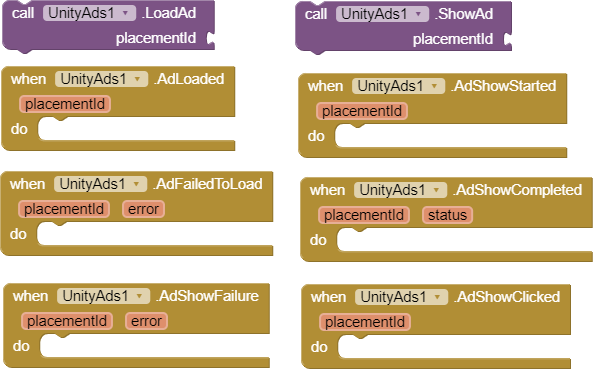 call UnityAds1 .LoadAd
placementId
call UnityAds1 .ShowAd
placementId
when UnityAds1 .AdLoaded
placementId
do
when UnityAds1 .AdShowStarted
placementId
do
when UnityAds1 .AdFailedToLoad
placementId error
do
when UnityAds1 .AdShowCompleted
placementId status
do
when UnityAds1 .AdShowFailure
placementId error
do
when UnityAds1 .AdShowClicked
placementId
do